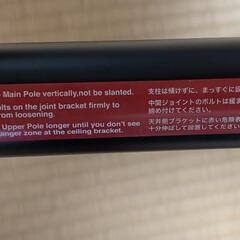 Main Pole vertically,not be slanted.
olts on the joint bracket firmly to
rom loosening.
Upper Pole longer until you don't see
anger zone at the ceiling bracket.
支柱は傾けずに、まっすぐに設
中間ジョイントのボルトは緩ま
締め付けてください。
天井側ブラケットに赤い危険表
十分伸ばして設置してください